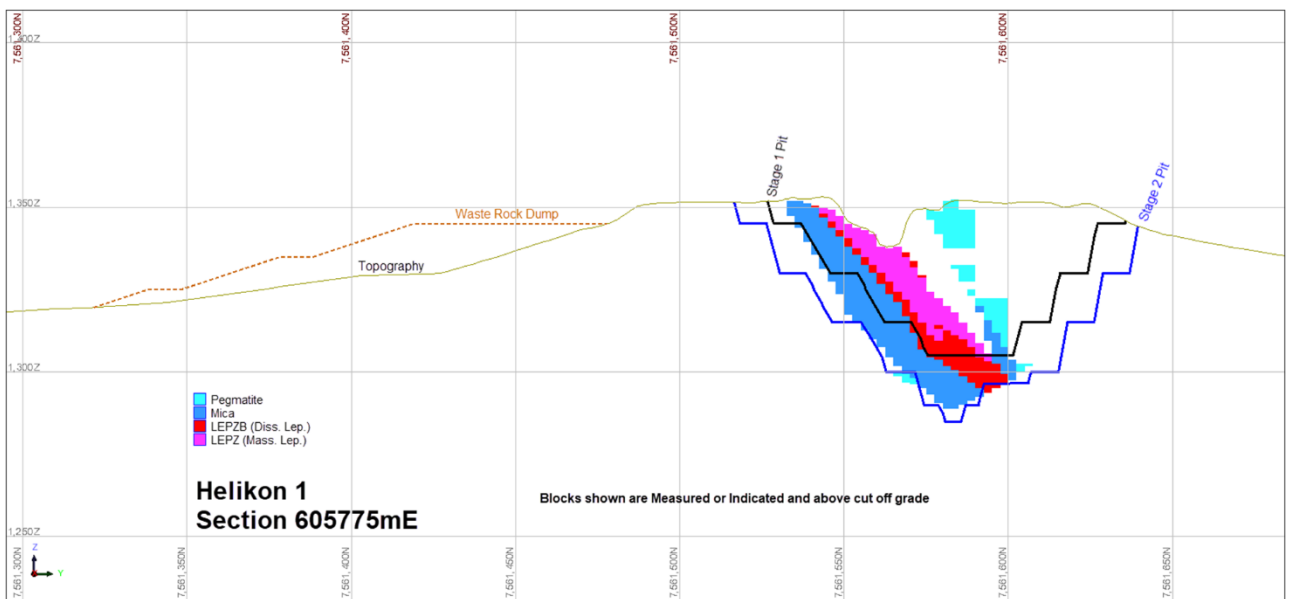 7,561,300N
7,561,400N
7,561,500N
7,561,600N
1,300Z
Stage 1 Pit
Stage 2 Pit
1,350Z
Waste Rock Dump
Topography
1,300Z
Pegmatite
Mica
LEPZB (Diss. Lep.)
LEPZ (Mass. Lep.)
Helikon 1
Section 605775mE
Blocks shown are Measured or Indicated and above cut off grade
1,250Z
Z
Y
7,561,300N
7,561,350N
7,561,400N
7,561,450N
7,561,500N
7,561,550N
7,561,600N
7,561,650N